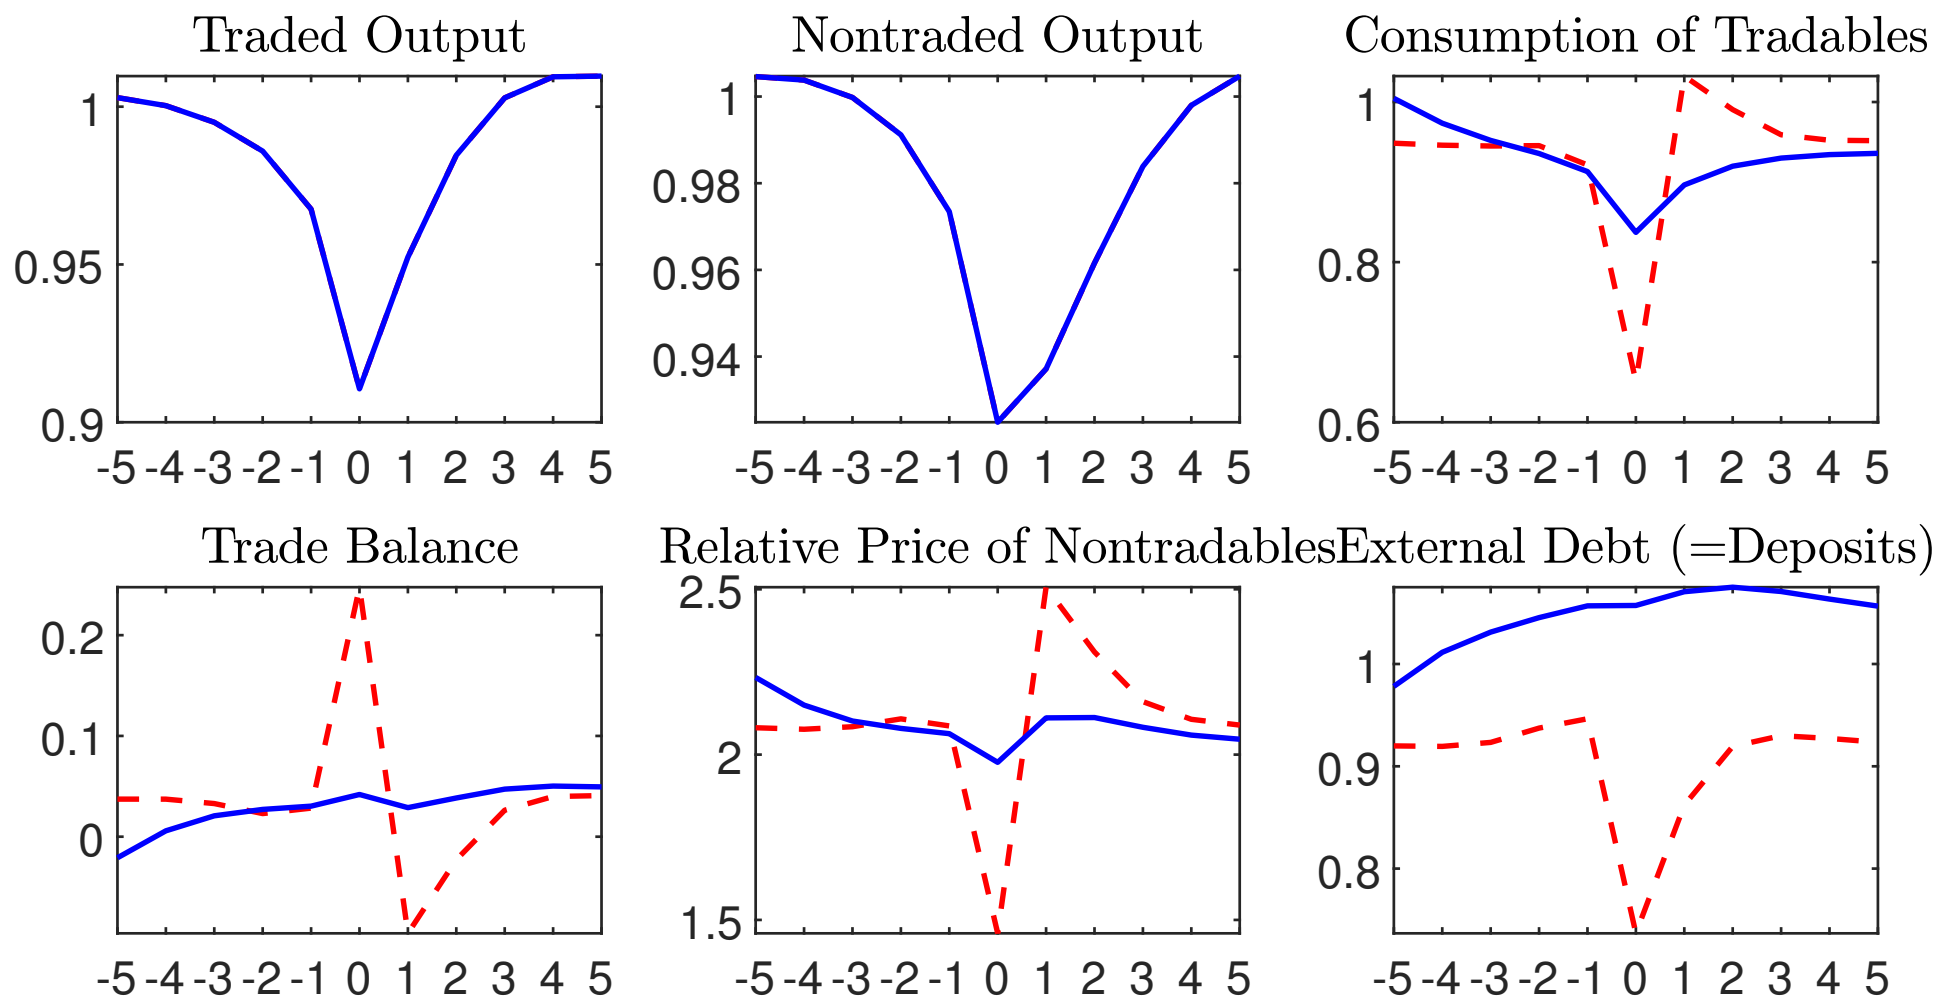 Traded Output
1
0.95
0.9
-5 -4 -3 -2 -1 0 1 2 3 4 5
Nontraded Output
1
0.98
0.96
0.94
-5 -4 -3 -2 -1 0 1 2 3 4 5
Consumption of Tradables
1
0.8
0.6
-5 -4 -3 -2 -1 0 1 2 3 4 5
Trade Balance
0.2
0.1
0
-5 -4 -3 -2 -1 0 1 2 3 4 5
Relative Price of Nontradables
2.5
2
1.5
-5 -4 -3 -2 -1 0 1 2 3 4 5
External Debt (=Deposits)
1
0.9
0.8
-5 -4 -3 -2 -1 0 1 2 3 4 5